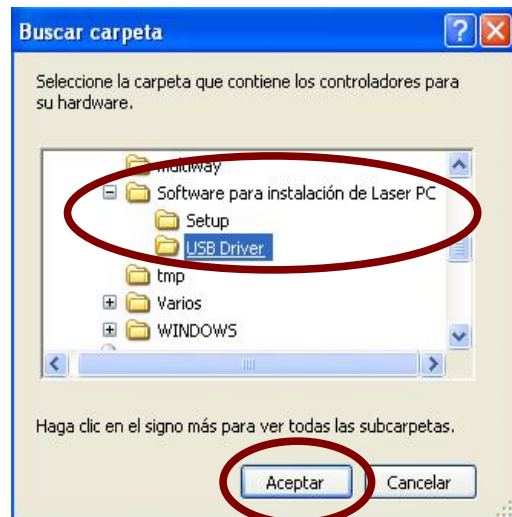 Buscar carpeta
Seleccione la carpeta que contiene los controladores para
su hardware.
multiway
Software para instalación de Laser PC
Setup
USB Driver
tmp
Varios
WINDOWS
Haga clic en el signo más para ver todas las subcarpetas.
Aceptar Cancelar